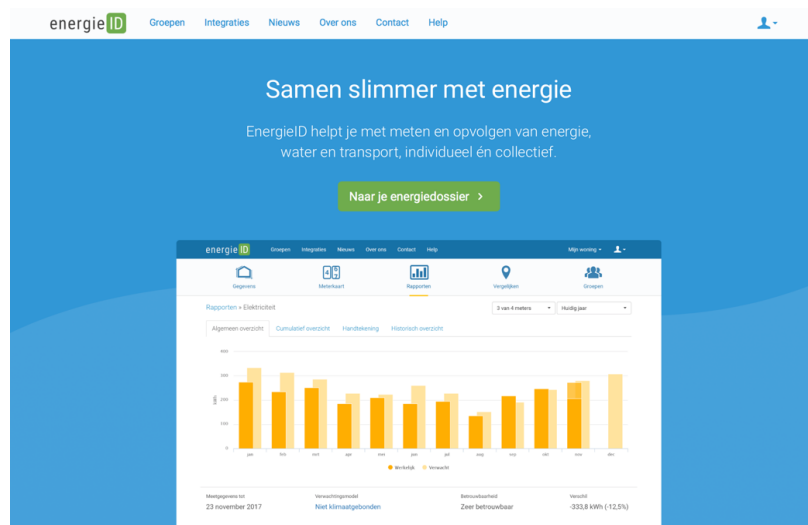 energie ID Groepen Integraties Nieuws Over ons Contact Help
Samen slimmer met energie
EnergieID helpt je met meten en opvolgen van energie,
water en transport, individueel én collectief.
Naar je energiedossier
energie ID Groepen Integraties Nieuws Over ons Contact Help Mijn woning
Gegevens Meterkaart Rapporten Vergelijken Groepen
Rapporten » Elektriciteit 3 van 4 meters Huidig jaar
Algemeen overzicht Cumulatief overzicht Handtekening Historisch overzicht
400
300
200
100
0
kWh
jan feb mrt apr mei jun jul aug sep okt nov dec
Werkelijk Verwacht
Meetgegevens tot Verwachtingsmodel Betrouwbaarheid Verschil
23 november 2017 Niet klimaatgebonden Zeer betrouwbaar -333,8 kWh (-12,5%)